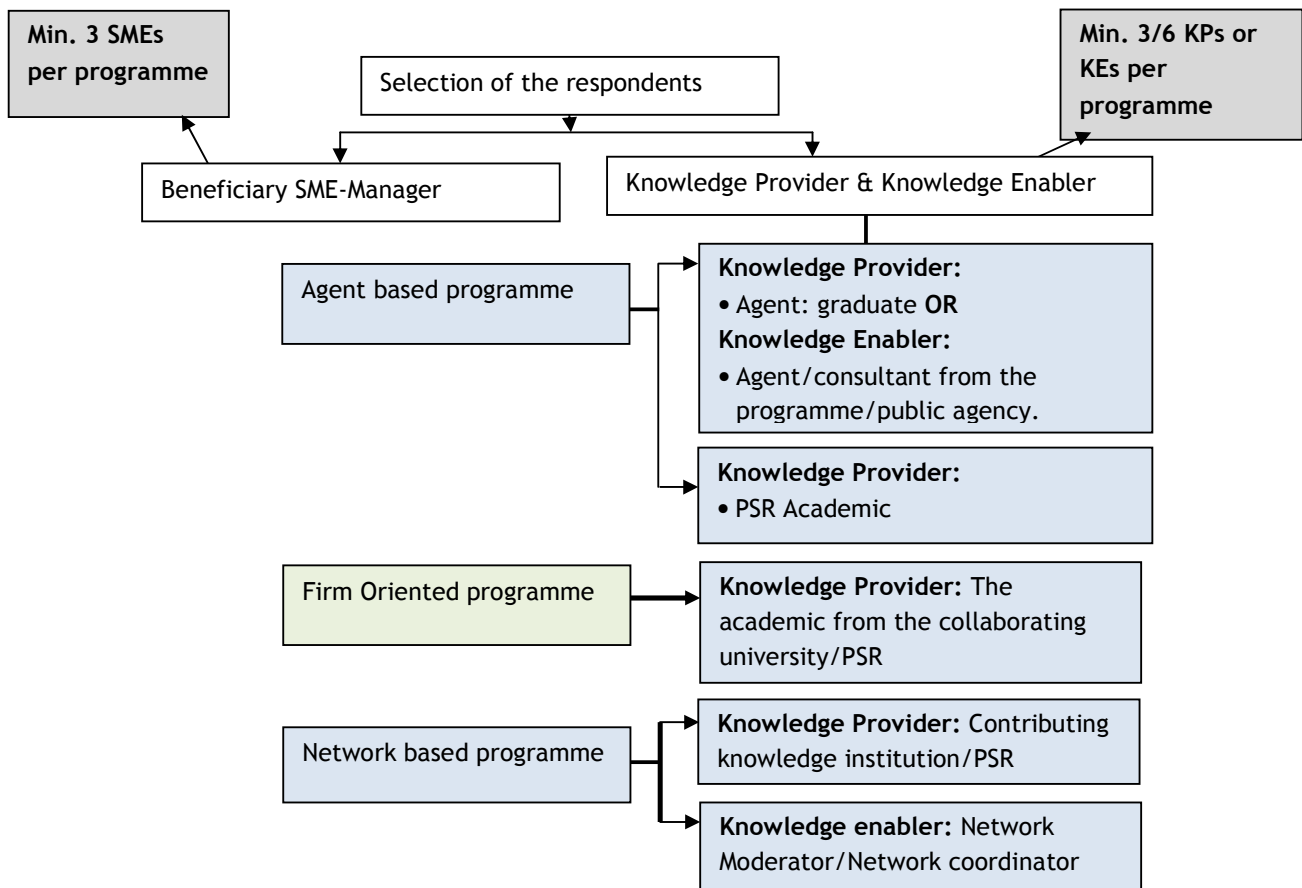 Min. 3 SMEs
per programme
Selection of the respondents
Min. 3/6 KPs or
KEs per
programme
Beneficiary SME-Manager
Knowledge Provider & Knowledge Enabler
Agent based programme
Knowledge Provider:
• Agent: graduate OR
Knowledge Enabler:
• Agent/consultant from the
programme/public agency.
Knowledge Provider:
• PSR Academic
Firm Oriented programme
Knowledge Provider: The
academic from the collaborating
university/PSR
Network based programme
Knowledge Provider: Contributing
knowledge institution/PSR
Knowledge enabler: Network
Moderator/Network coordinator